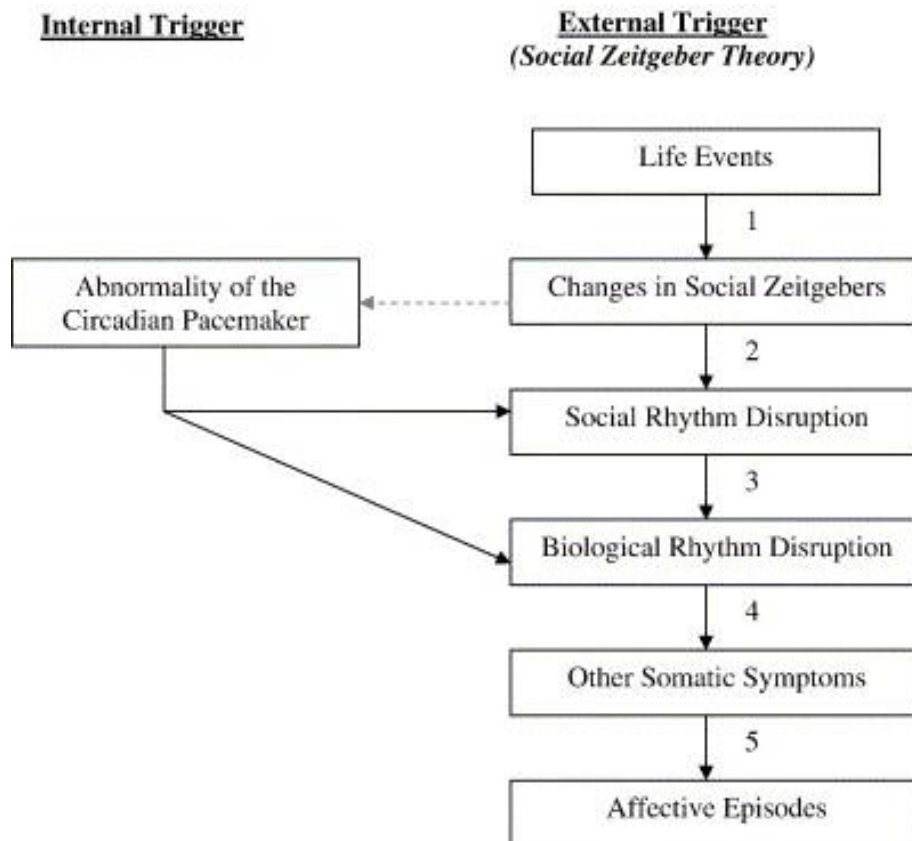 Internal Trigger
External Trigger
(Social Zeitgeber Theory)
Life Events
1
Changes in Social Zeitgebers
Abnormality of the
Circadian Pacemaker
2
Social Rhythm Disruption
3
Biological Rhythm Disruption
4
Other Somatic Symptoms
5
Affective Episodes